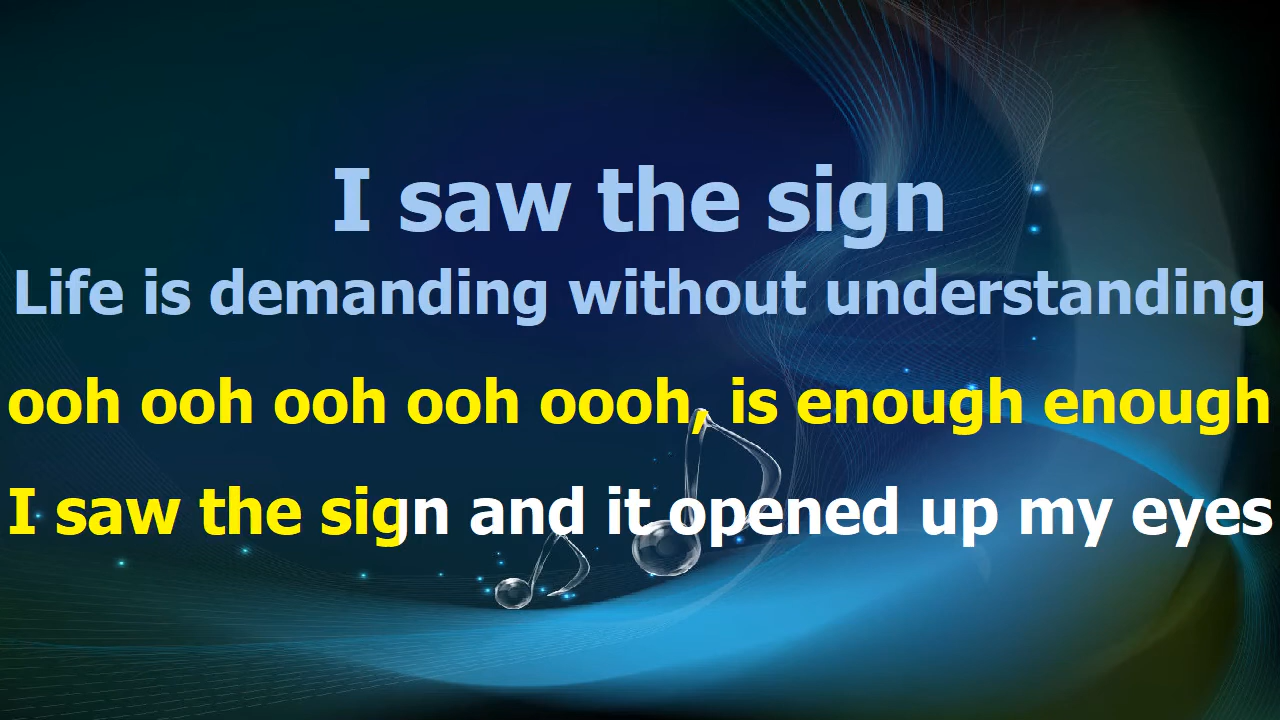 I saw the sign
Life is demanding without understanding
ooh ooh ooh ooh oooh, is enough enough
I saw the sign and it opened up my eyes